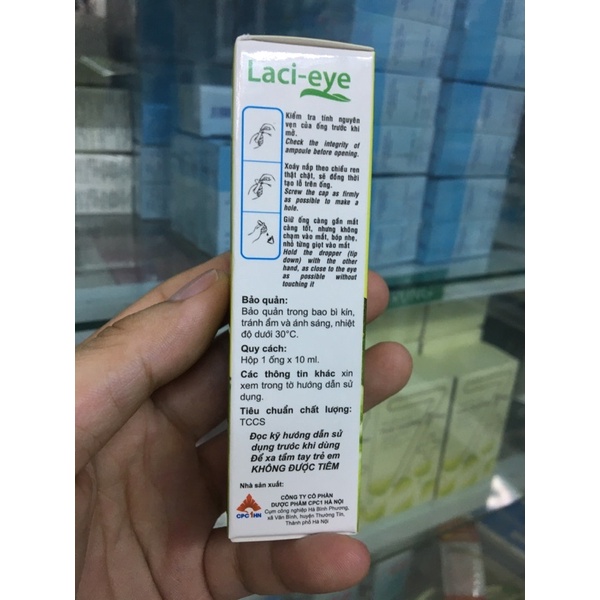 Laci-eye
Kiểm tra tính nguyên
vẹn của ống trước khi
mở.
Check the integrity of
ampoule before opening.
Xoáy nắp theo chiều ren
thật chặt, sẽ đồng thời
tạo lỗ trên ống.
Screw the cap as firmly
as possible to make a
hole.
Giữ ống càng gần mắt
càng tốt, nhưng không
chạm vào mắt, bóp nhẹ,
nhỏ từng giọt vào mắt
Hold the dropper (tip
down) with the other
hand, as close to the eye
as possible without
touching it
Bảo quản:
Bảo quản trong bao bì kín,
tránh ẩm và ánh sáng, nhiệt
độ dưới 30°C.
Quy cách:
Hộp 1 ống x 10 ml.
Các thông tin khác xin
xem trong tờ hướng dẫn sử
dụng.
Tiêu chuẩn chất lượng:
TCCS
Đọc kỹ hướng dẫn sử
dụng trước khi dùng
Để xa tầm tay trẻ em
KHÔNG ĐƯỢC TIÊM
Nhà sản xuất:
CPC1HN
CÔNG TY CỔ PHẦN
DƯỢC PHẨM CPC1 HÀ NỘI
Cụm công nghiệp Hà Bình Phương,
xã Văn Bình, huyện Thường Tín,
Thành phố Hà Nội